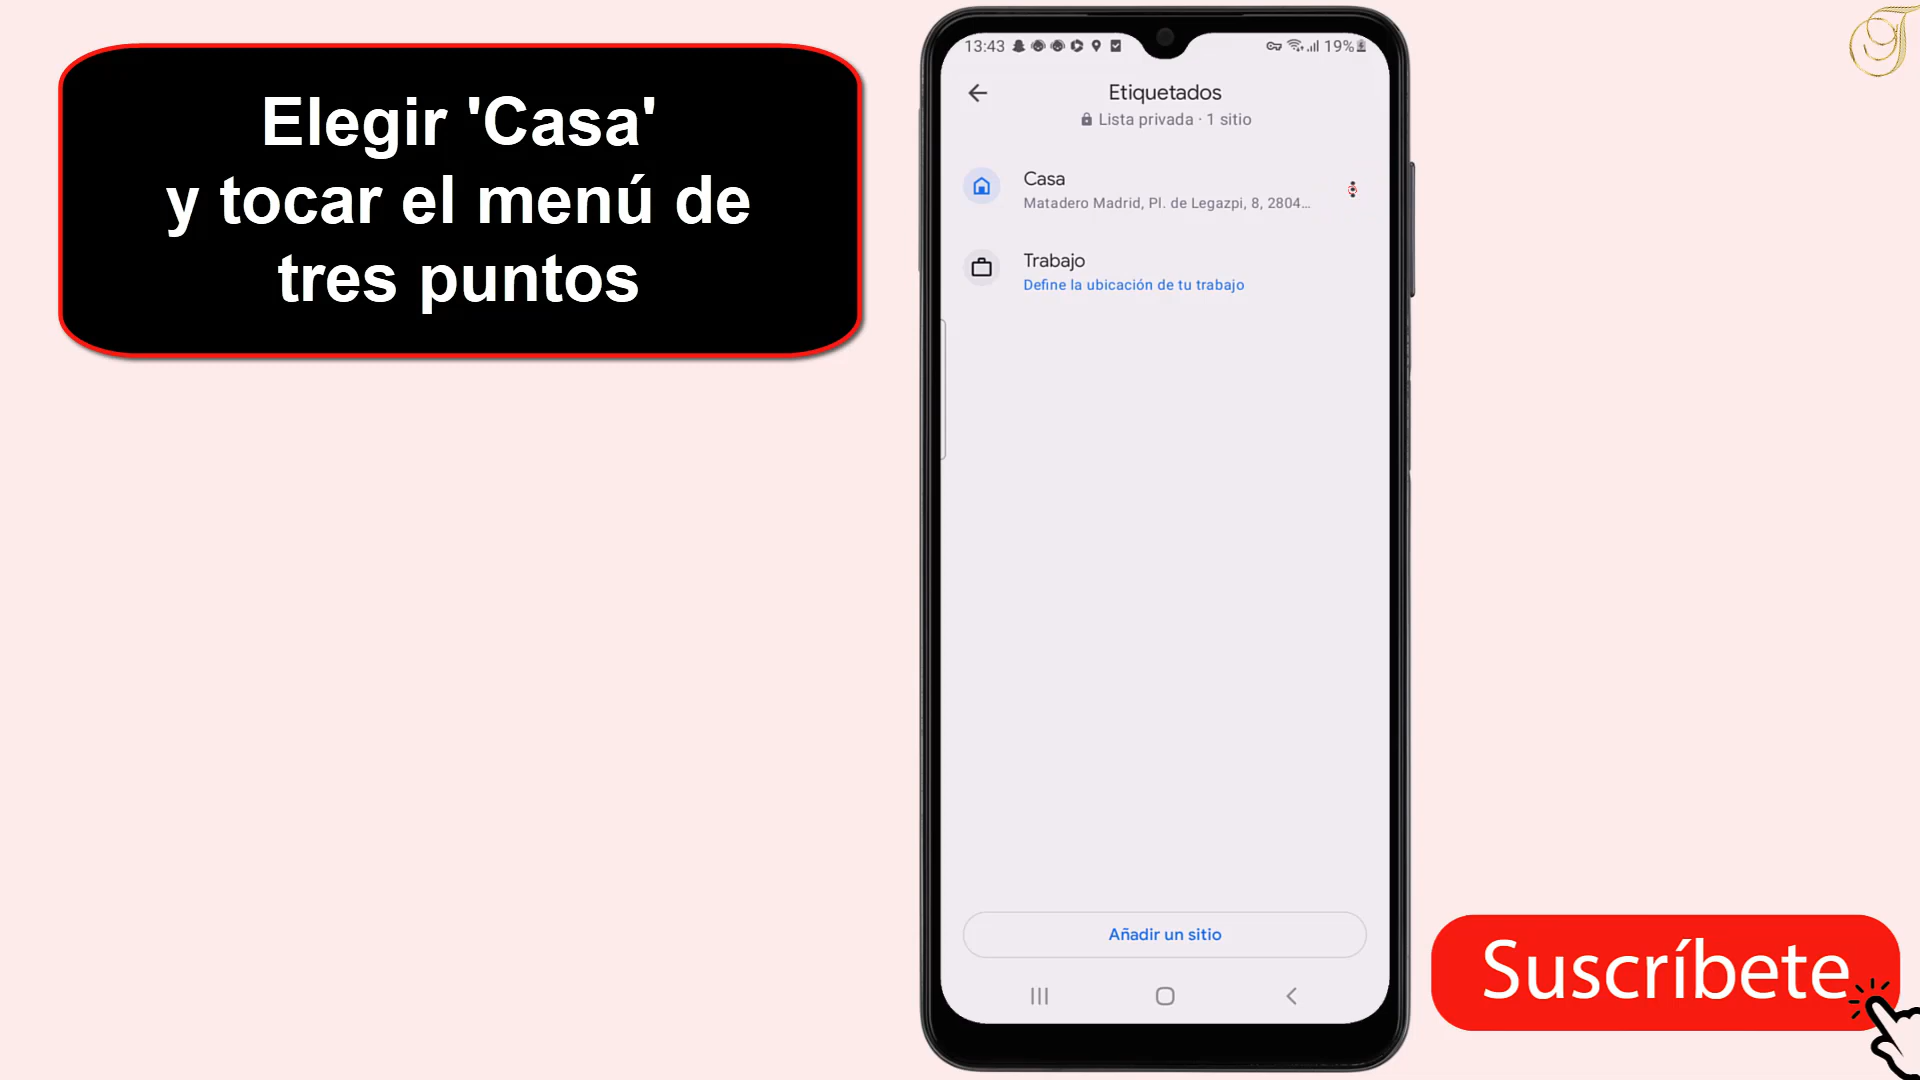 Elegir 'Casa'
y tocar el menú de
tres puntos
13:43
19%
Etiquetados
Lista privada · 1 sitio
Casa
Matadero Madrid, Pl. de Legazpi, 8, 2804...
Trabajo
Define la ubicación de tu trabajo
Añadir un sitio
Suscríbete